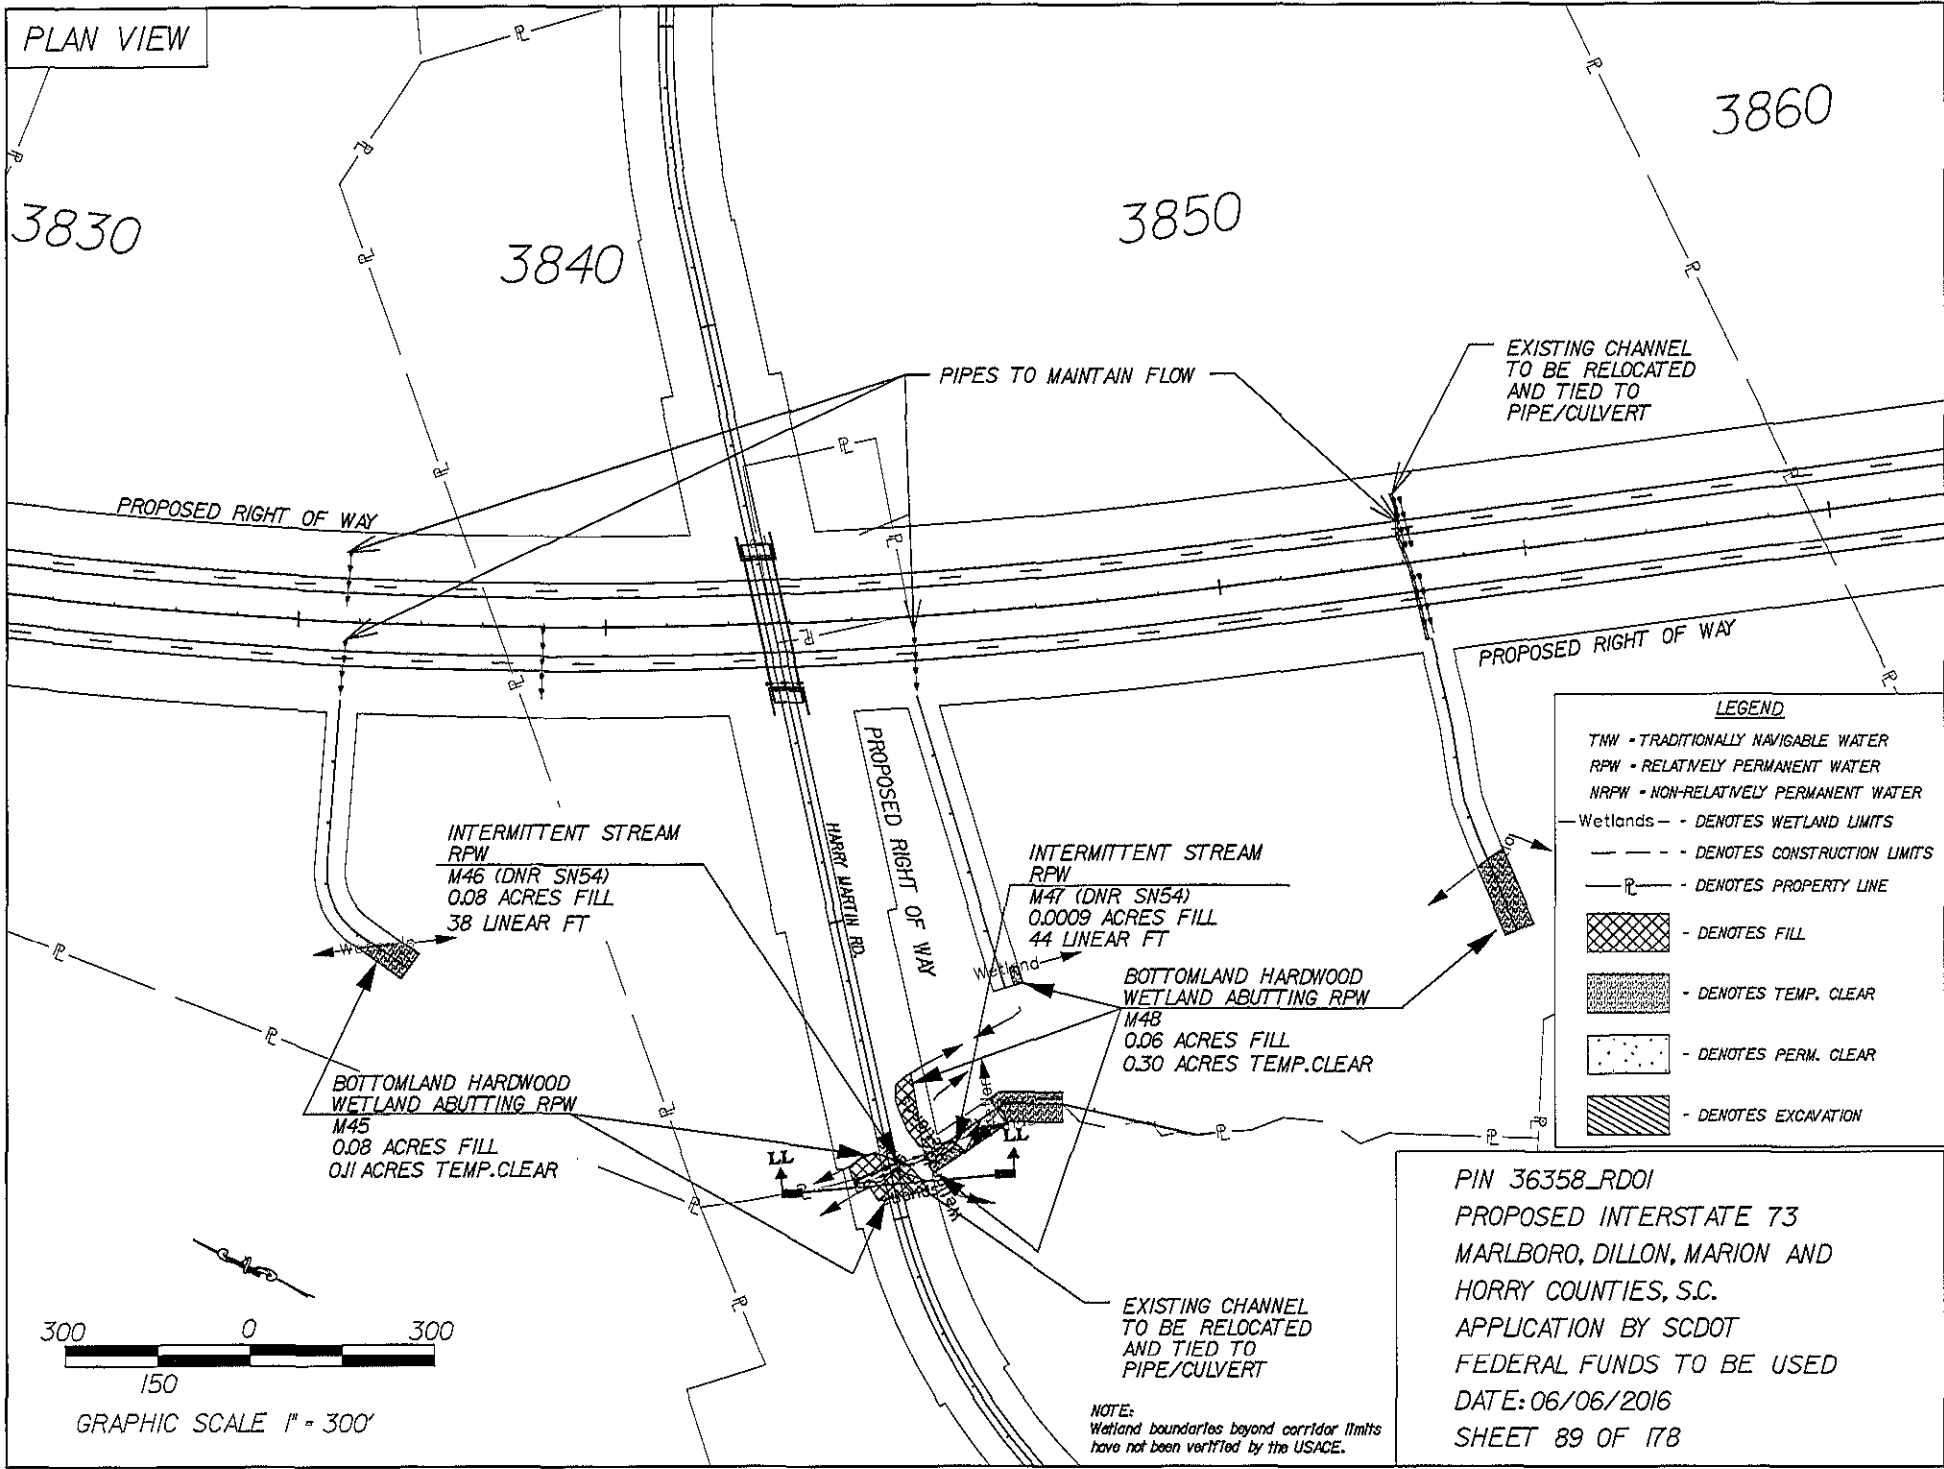 PLAN VIEW
3830
3840
3850
3860
PIPES TO MAINTAIN FLOW
EXISTING CHANNEL
TO BE RELOCATED
AND TIED TO
PIPE/CULVERT
PROPOSED RIGHT OF WAY
PROPOSED RIGHT OF WAY
PROPOSED RIGHT OF WAY
HARRY MARTIN RD.
INTERMITTENT STREAM
RPW
M46 (DNR SN54)
0.08 ACRES FILL
38 LINEAR FT
INTERMITTENT STREAM
RPW
M47 (DNR SN54)
0.0009 ACRES FILL
44 LINEAR FT
Wetland
BOTTOMLAND HARDWOOD
WETLAND ABUTTING RPW
M48
0.06 ACRES FILL
0.30 ACRES TEMP.CLEAR
BOTTOMLAND HARDWOOD
WETLAND ABUTTING RPW
M45
0.08 ACRES FILL
0.11 ACRES TEMP.CLEAR
LL
LL
EXISTING CHANNEL
TO BE RELOCATED
AND TIED TO
PIPE/CULVERT
LEGEND
TNW - TRADITIONALLY NAVIGABLE WATER
RPW - RELATIVELY PERMANENT WATER
NRPW - NON-RELATIVELY PERMANENT WATER
Wetlands - DENOTES WETLAND LIMITS
- DENOTES CONSTRUCTION LIMITS
PL - DENOTES PROPERTY LINE
- DENOTES FILL
- DENOTES TEMP. CLEAR
- DENOTES PERM. CLEAR
- DENOTES EXCAVATION
300 0 300
150
GRAPHIC SCALE 1" = 300'
NOTE:
Wetland boundaries beyond corridor limits
have not been verified by the USACE.
PIN 36358_RD01
PROPOSED INTERSTATE 73
MARLBORO, DILLON, MARION AND
HORRY COUNTIES, S.C.
APPLICATION BY SCDOT
FEDERAL FUNDS TO BE USED
DATE: 06/06/2016
SHEET 89 OF 178